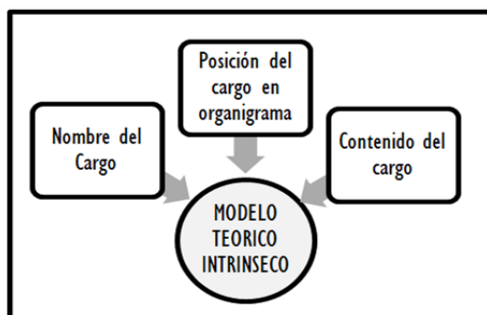 Posición del
cargo en
organigrama
Nombre del
Cargo
Contenido del
cargo
MODELO
TEORICO
INTRINSECO